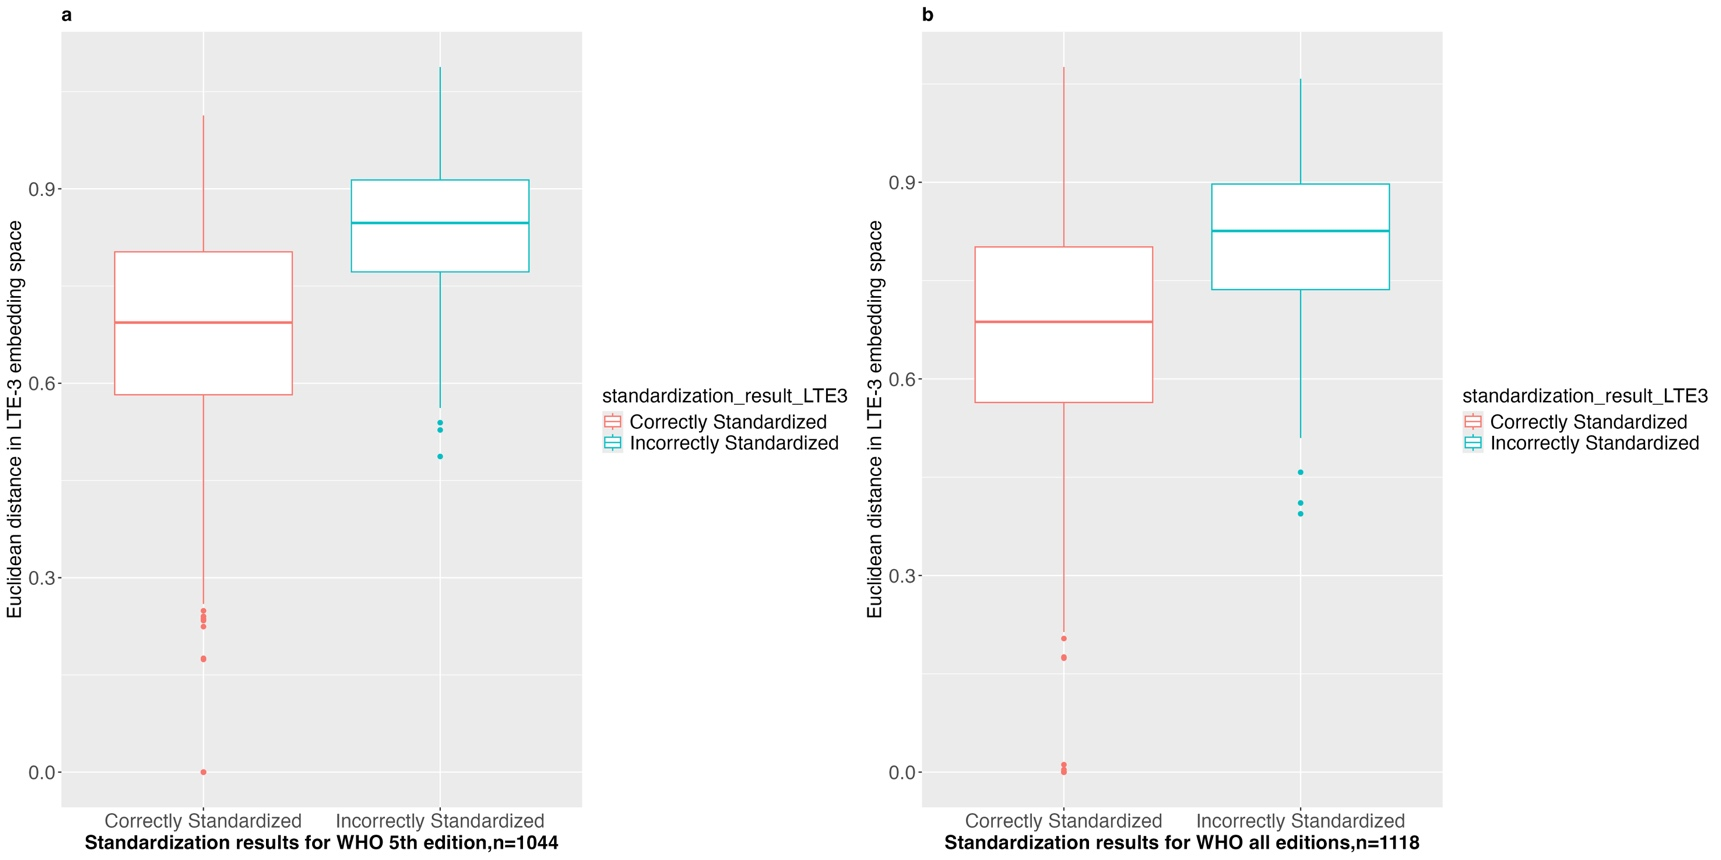 a
Euclidean distance in LTE-3 embedding space
0.9
0.6
0.3
0.0
Correctly Standardized
Incorrectly Standardized
Standardization results for WHO 5th edition,n=1044
standardization_result_LTE3
Correctly Standardized
Incorrectly Standardized
b
Euclidean distance in LTE-3 embedding space
0.9
0.6
0.3
0.0
Correctly Standardized
Incorrectly Standardized
Standardization results for WHO all editions,n=1118
standardization_result_LTE3
Correctly Standardized
Incorrectly Standardized